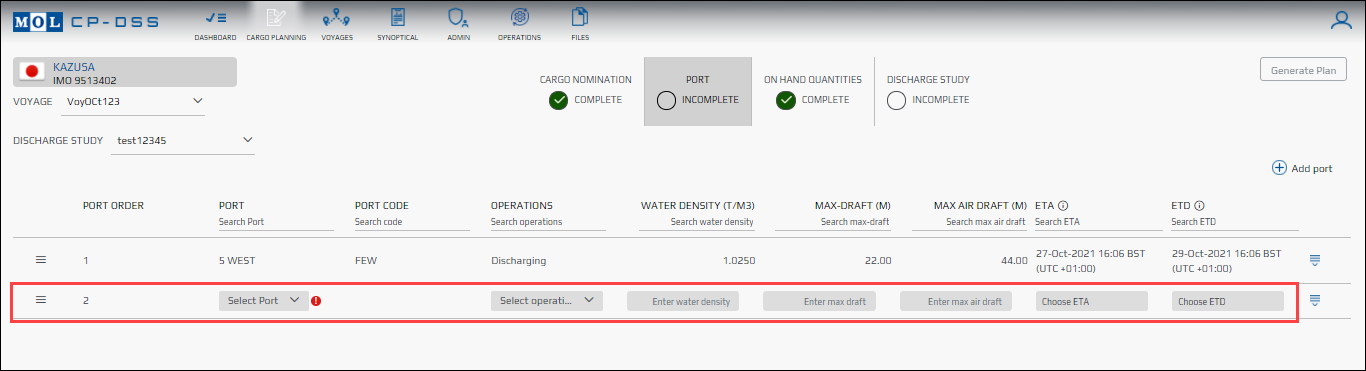 MOL CP-DSS
DASHBOARD CARGO PLANNING VOYAGES SYNOPTICAL ADMIN OPERATIONS FILES
KAZUSA
IMO 9513402
VOYAGE VoyOCt123
DISCHARGE STUDY test12345
CARGO NOMINATION PORT ON HAND QUANTITIES DISCHARGE STUDY
COMPLETE INCOMPLETE COMPLETE INCOMPLETE
Generate Plan
Add port
PORT ORDER PORT PORT CODE OPERATIONS WATER DENSITY (T/M3) MAX-DRAFT (M) MAX AIR DRAFT (M) ETA ETD
Search Port Search code Search operations Search water density Search max-draft Search max air draft Search ETA Search ETD
1 5 WEST FEW Discharging 1.0250 22.00 44.00 27-Oct-2021 16:06 BST (UTC +01:00) 29-Oct-2021 16:06 BST (UTC +01:00)
2 Select Port Select operati... Enter water density Enter max draft Enter max air draft Choose ETA Choose ETD